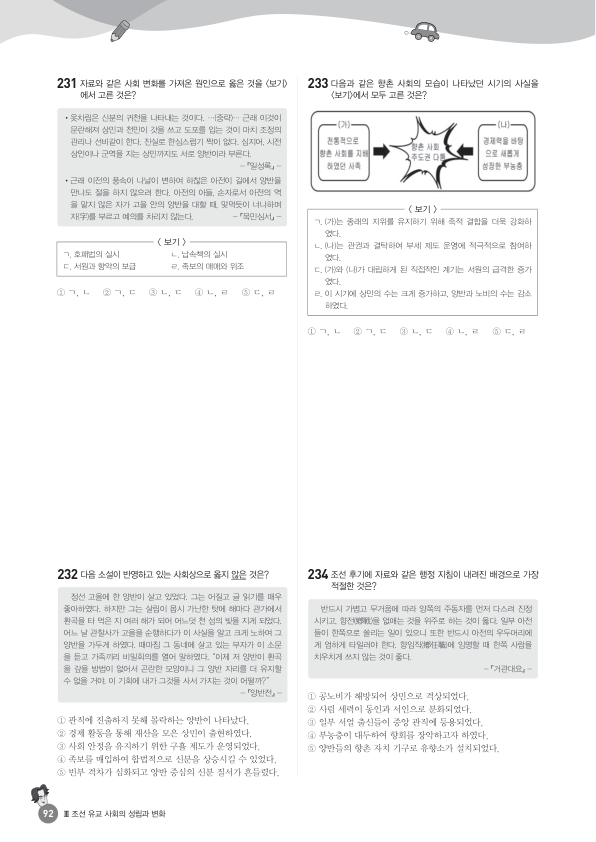 231 자료와 같은 사회 변화를 가져온 원인으로 옳은 것을 〈보기〉
에서 고른 것은?
• 옷차림은 신분의 귀천을 나타내는 것이다. …(중략)… 근래 이것이
문란해져 상민과 천민이 갓을 쓰고 도포를 입는 것이 마치 조정의
관리나 선비같이 한다. 진실로 한심스럽기 짝이 없다. 심지어, 시전
상인이나 군역을 지는 상민까지도 서로 양반이라 부른다.
– 『일성록』 –
• 근래 이전의 풍속이 나날이 변하여 하찮은 아전이 길에서 양반을
만나도 절을 하지 않으려 한다. 아전의 아들, 손자로서 아전의 역
을 맡지 않은 자가 고을 안의 양반을 대할 때, 맞먹듯이 너나하며
자(字)를 부르고 예의를 차리지 않는다. – 『목민심서』 –
〈 보기 〉
ㄱ. 호패법의 실시 ㄴ. 납속책의 실시
ㄷ. 서원과 향약의 보급 ㄹ. 족보의 매매와 위조
① ㄱ, ㄴ ② ㄱ, ㄷ ③ ㄴ, ㄷ ④ ㄴ, ㄹ ⑤ ㄷ, ㄹ
232 다음 소설이 반영하고 있는 사회상으로 옳지 않은 것은?
정선 고을에 한 양반이 살고 있었다. 그는 어질고 글 읽기를 매우
좋아하였다. 하지만 그는 살림이 몹시 가난한 탓에 해마다 관가에서
환곡을 타 먹은 지 여러 해가 되어 어느덧 천 섬의 빚을 지게 되었다.
어느 날 관찰사가 고을을 순행하다가 이 사실을 알고 크게 노하여 그
양반을 가두게 하였다. 때마침 그 동네에 살고 있는 부자가 이 소문
을 듣고 가족끼리 비밀회의를 열어 말하였다. “이제 저 양반이 환곡
을 갚을 방법이 없어서 곤란한 모양이니 그 양반 자리를 더 유지할
수 없을 거야. 이 기회에 내가 그것을 사서 가지는 것이 어떨까?”
– 『양반전』 –
① 관직에 진출하지 못해 몰락하는 양반이 나타났다.
② 경제 활동을 통해 재산을 모은 상민이 출현하였다.
③ 사회 안정을 유지하기 위한 구휼 제도가 운영되었다.
④ 족보를 매입하여 합법적으로 신분을 상승시킬 수 있었다.
⑤ 빈부 격차가 심화되고 양반 중심의 신분 질서가 흔들렸다.
233 다음과 같은 향촌 사회의 모습이 나타났던 시기의 사실을
〈보기〉에서 모두 고른 것은?
(가)
전통적으로
향촌 사회를 지배
하였던 사족
향촌 사회
주도권 다툼
(나)
경제력을 바탕
으로 새롭게
성장한 부농층
〈 보기 〉
ㄱ. (가)는 종래의 지위를 유지하기 위해 족적 결합을 더욱 강화하
였다.
ㄴ. (나)는 관권과 결탁하여 부세 제도 운영에 적극적으로 참여하
였다.
ㄷ. (가)와 (나)가 대립하게 된 직접적인 계기는 서원의 급격한 증가
였다.
ㄹ. 이 시기에 상민의 수는 크게 증가하고, 양반과 노비의 수는 감소
하였다.
① ㄱ, ㄴ ② ㄱ, ㄷ ③ ㄴ, ㄷ ④ ㄴ, ㄹ ⑤ ㄷ, ㄹ
234 조선 후기에 자료와 같은 행정 지침이 내려진 배경으로 가장
적절한 것은?
반드시 가볍고 무거움에 따라 양쪽의 주동자를 먼저 다스려 진정
시키고, 향전(鄕戰)을 없애는 것을 위주로 하는 것이 옳다. 일부 아전
들이 한쪽으로 쏠리는 일이 있으니 또한 반드시 아전의 우두머리에
게 엄하게 타일러야 한다. 향임직(鄕任職)에 임명할 때 한쪽 사람을
치우치게 쓰지 않는 것이 좋다.
– 『거관대요』 –
① 공노비가 해방되어 상민으로 격상되었다.
② 사림 세력이 동인과 서인으로 분화되었다.
③ 일부 서얼 출신들이 중앙 관직에 등용되었다.
④ 부농층이 대두하여 향회를 장악하고자 하였다.
⑤ 양반들의 향촌 자치 기구로 유향소가 설치되었다.
92 Ⅲ 조선 유교 사회의 성립과 변화